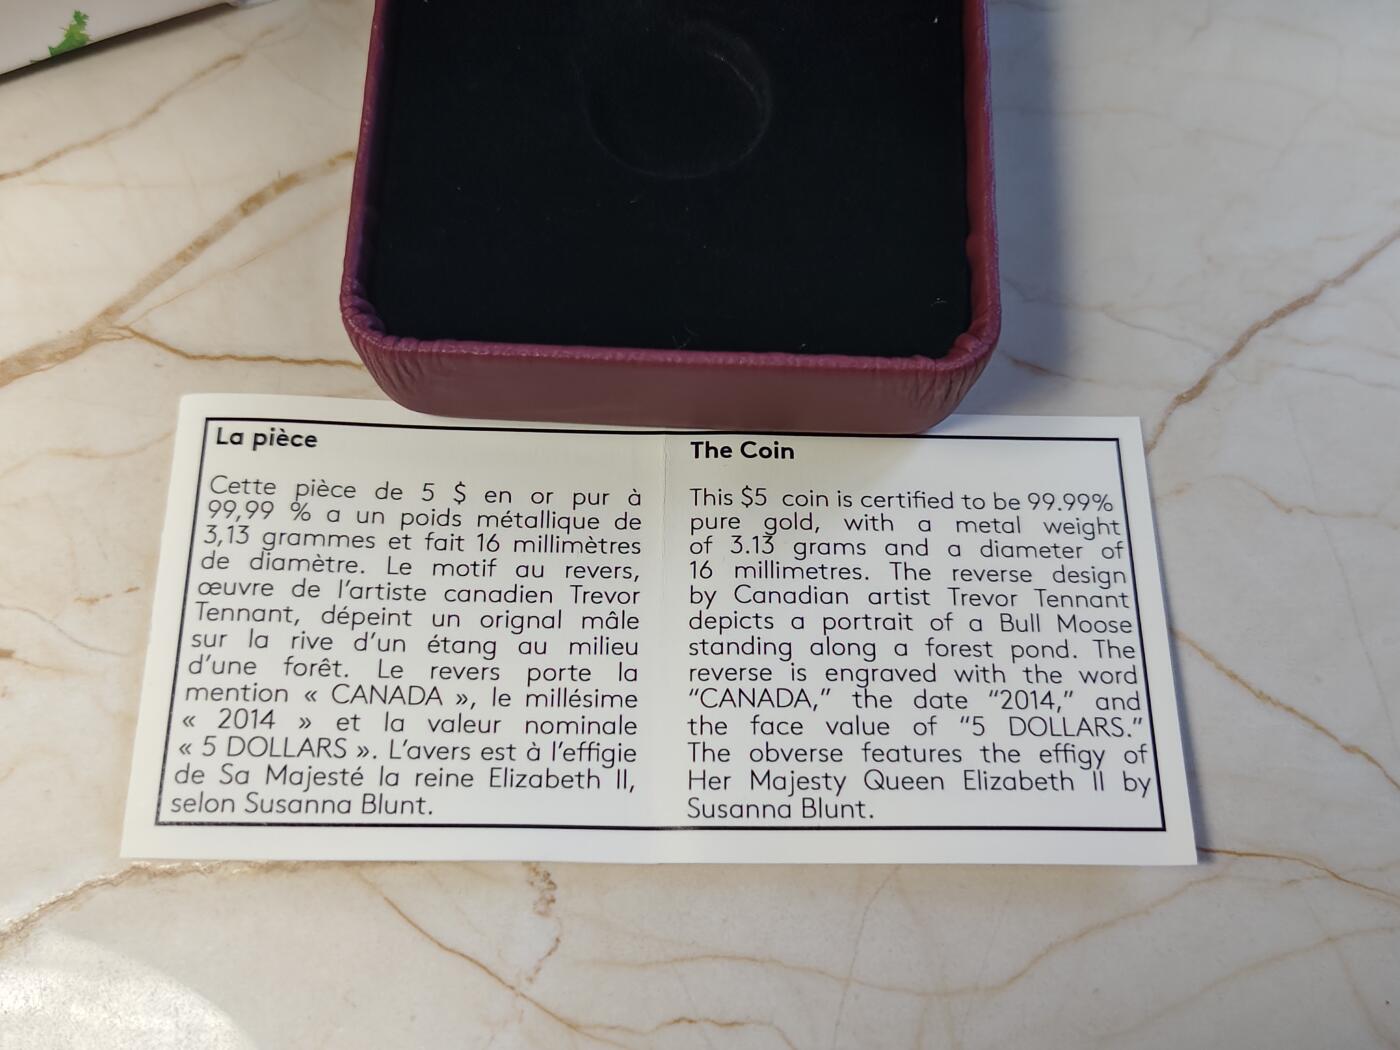 La pièce
Cette pièce de 5 $ en or pur à
99,99 % a un poids métallique de
3,13 grammes et fait 16 millimètres
de diamètre. Le motif au revers,
œuvre de l'artiste canadien Trevor
Tennant, dépeint un orignal mâle
sur la rive d'un étang au milieu
d'une forêt. Le revers porte la
mention « CANADA », le millésime
« 2014 » et la valeur nominale
« 5 DOLLARS ». L'avers est à l'effigie
de Sa Majesté la reine Elizabeth II,
selon Susanna Blunt.
The Coin
This $5 coin is certified to be 99.99%
pure gold, with a metal weight
of 3.13 grams and a diameter of
16 millimetres. The reverse design
by Canadian artist Trevor Tennant
depicts a portrait of a Bull Moose
standing along a forest pond. The
reverse is engraved with the word
“CANADA,” the date “2014,” and
the face value of “5 DOLLARS.”
The obverse features the effigy of
Her Majesty Queen Elizabeth II by
Susanna Blunt.